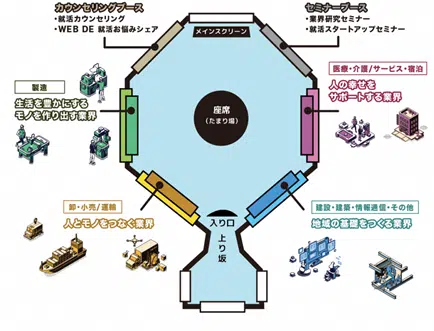 カウンセリングブース
・就活カウンセリング
・WEB DE 就活お悩みシェア
セミナーブース
・業界研究セミナー
・就活スタートアップセミナー
メインスクリーン
製造
生活を豊かにする
モノを作り出す業界
医療・介護/サービス・宿泊
人の幸せを
サポートする業界
座席
(たまり場)
卸・小売/運輸
人とモノをつなぐ業界
入り口
上り坂
建設・建築・情報通信・その他
地域の基礎をつくる業界